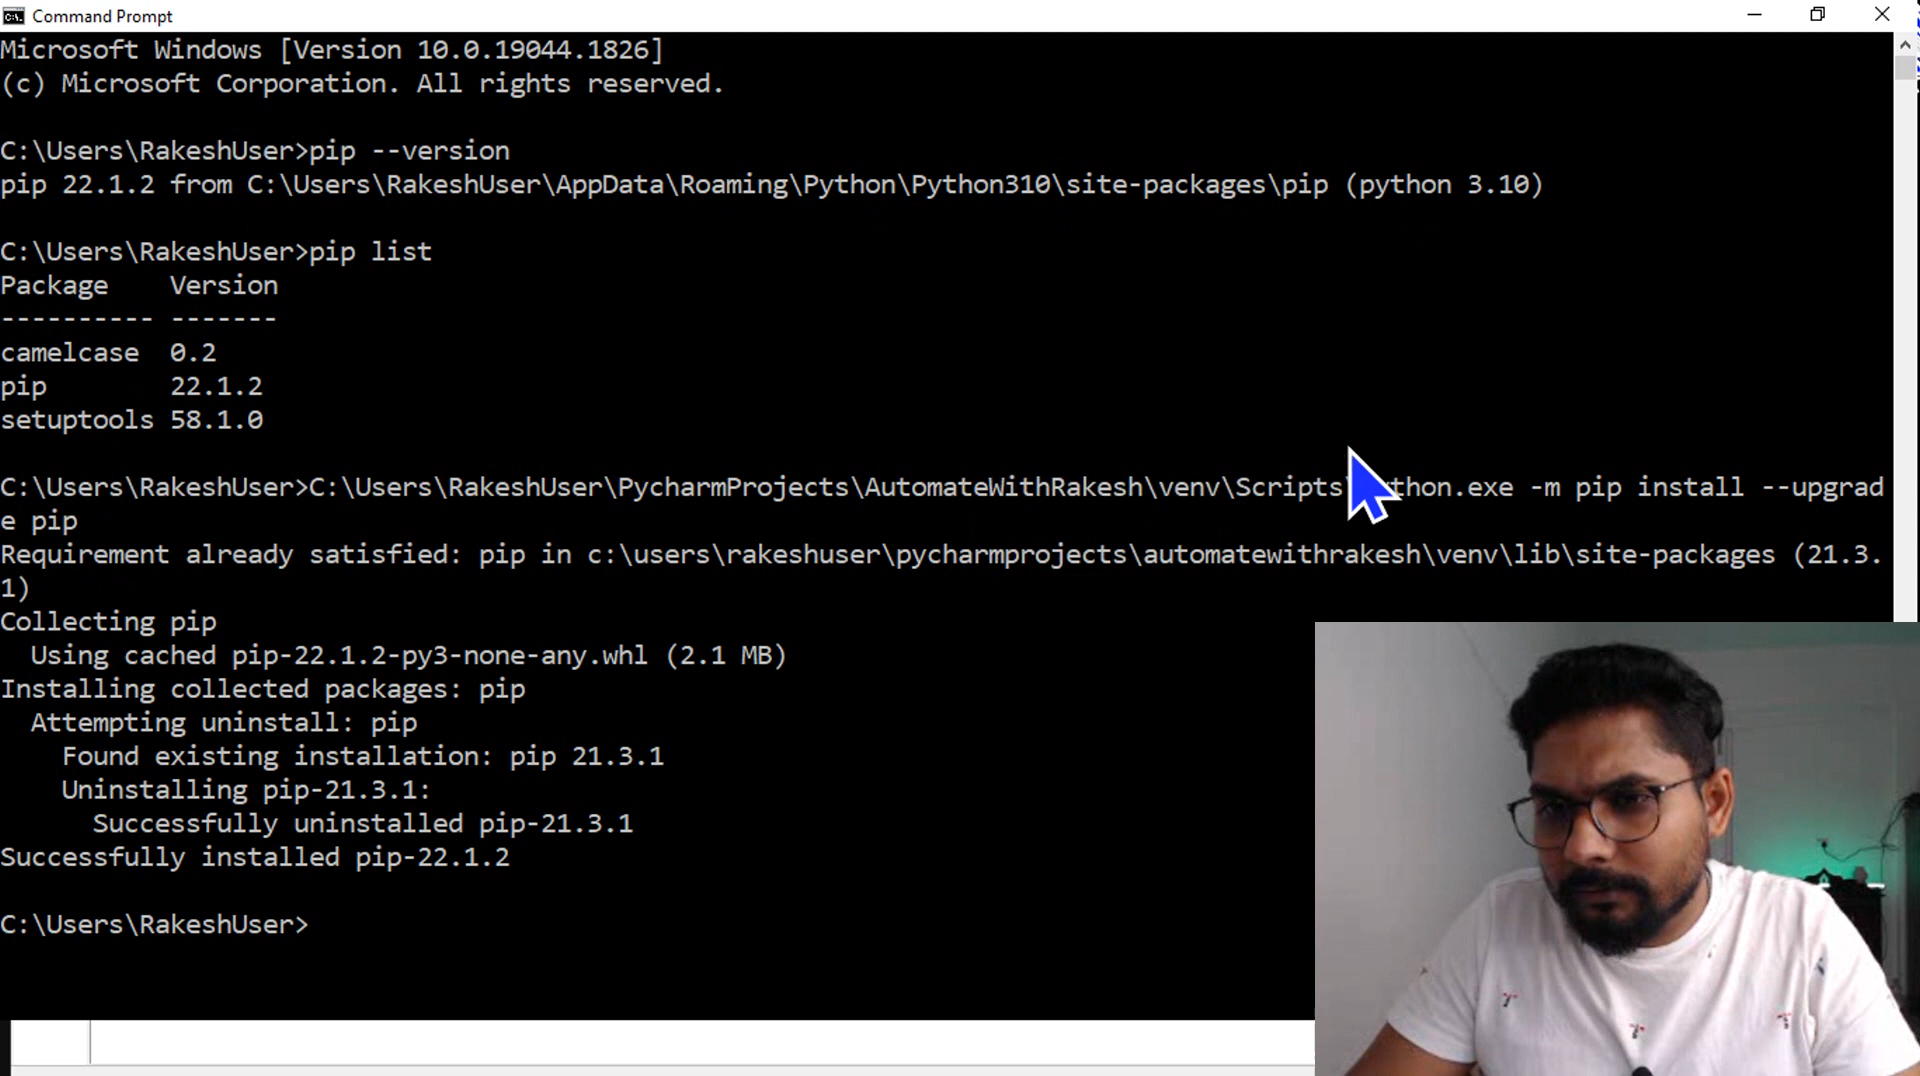 Command Prompt
Microsoft Windows [Version 10.0.19044.1826]
(c) Microsoft Corporation. All rights reserved.
C:\Users\RakeshUser>pip --version
pip 22.1.2 from C:\Users\RakeshUser\AppData\Roaming\Python\Python310\site-packages\pip (python 3.10)
C:\Users\RakeshUser>pip list
Package    Version
---------- -------
camelcase  0.2
pip        22.1.2
setuptools 58.1.0
C:\Users\RakeshUser>C:\Users\RakeshUser\PycharmProjects\AutomateWithRakesh\venv\Scripts\python.exe -m pip install --upgrad
e pip
Requirement already satisfied: pip in c:\users\rakeshuser\pycharmprojects\automatewithrakesh\venv\lib\site-packages (21.3.
1)
Collecting pip
  Using cached pip-22.1.2-py3-none-any.whl (2.1 MB)
Installing collected packages: pip
  Attempting uninstall: pip
    Found existing installation: pip 21.3.1
    Uninstalling pip-21.3.1:
      Successfully uninstalled pip-21.3.1
Successfully installed pip-22.1.2
C:\Users\RakeshUser>